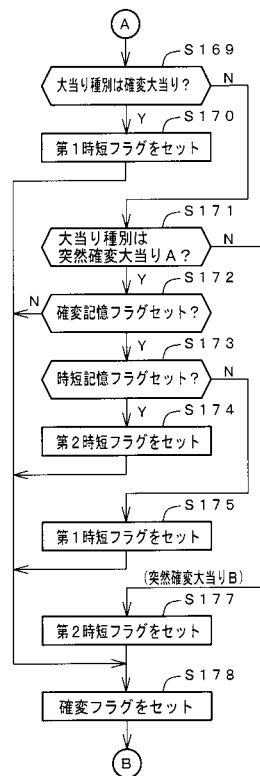 A
S169
大当り種別は確変大当り？
N
Y
S170
第1時短フラグをセット
S171
大当り種別は
突然確変大当りA？
N
Y
S172
N
確変記憶フラグセット？
Y
S173
時短記憶フラグセット？
N
Y
S174
第2時短フラグをセット
S175
第1時短フラグをセット
(突然確変大当りB)
S177
第2時短フラグをセット
S178
確変フラグをセット
B